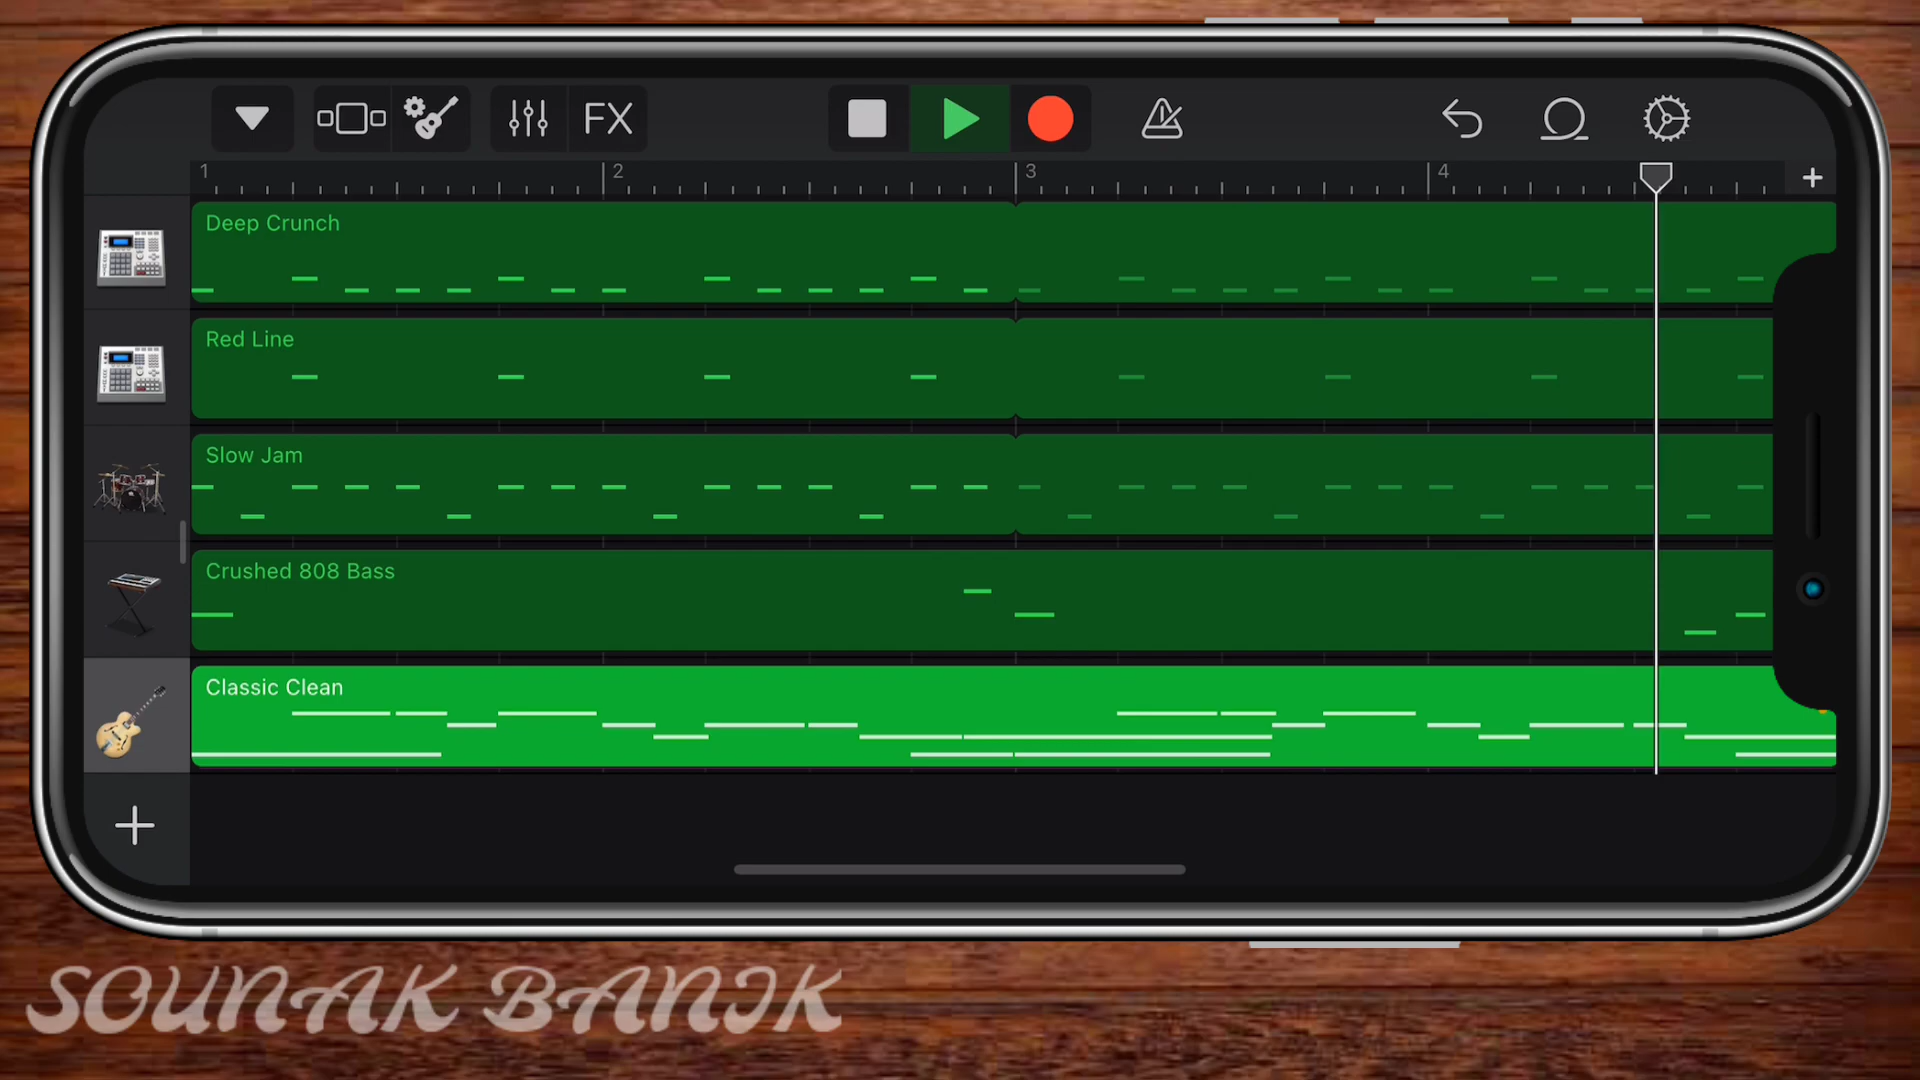 FX
1 2 3 4
Deep Crunch
Red Line
Slow Jam
Crushed 808 Bass
Classic Clean
SOUNAK BANIK